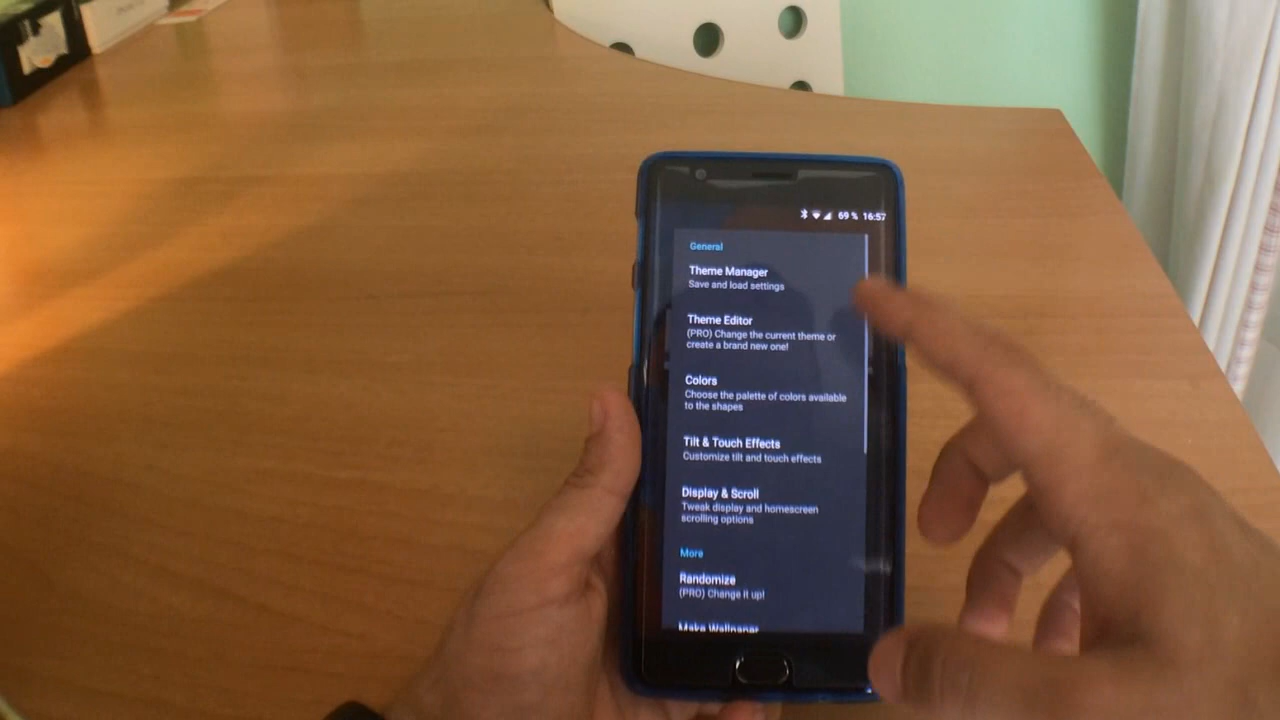 69 % 16:57
General
Theme Manager
Save and load settings
Theme Editor
(PRO) Change the current theme or
create a brand new one!
Colors
Choose the palette of colors available
to the shapes
Tilt & Touch Effects
Customize tilt and touch effects
Display & Scroll
Tweak display and homescreen
scrolling options
More
Randomize
(PRO) Change it up!
Make Wallpaper